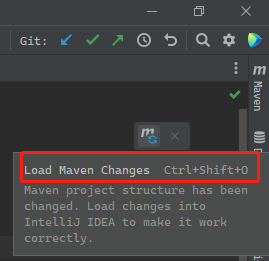 Git:
Maven
Load Maven Changes Ctrl+Shift+O
Maven project structure has been
changed. Load changes into
IntelliJ IDEA to make it work
correctly.